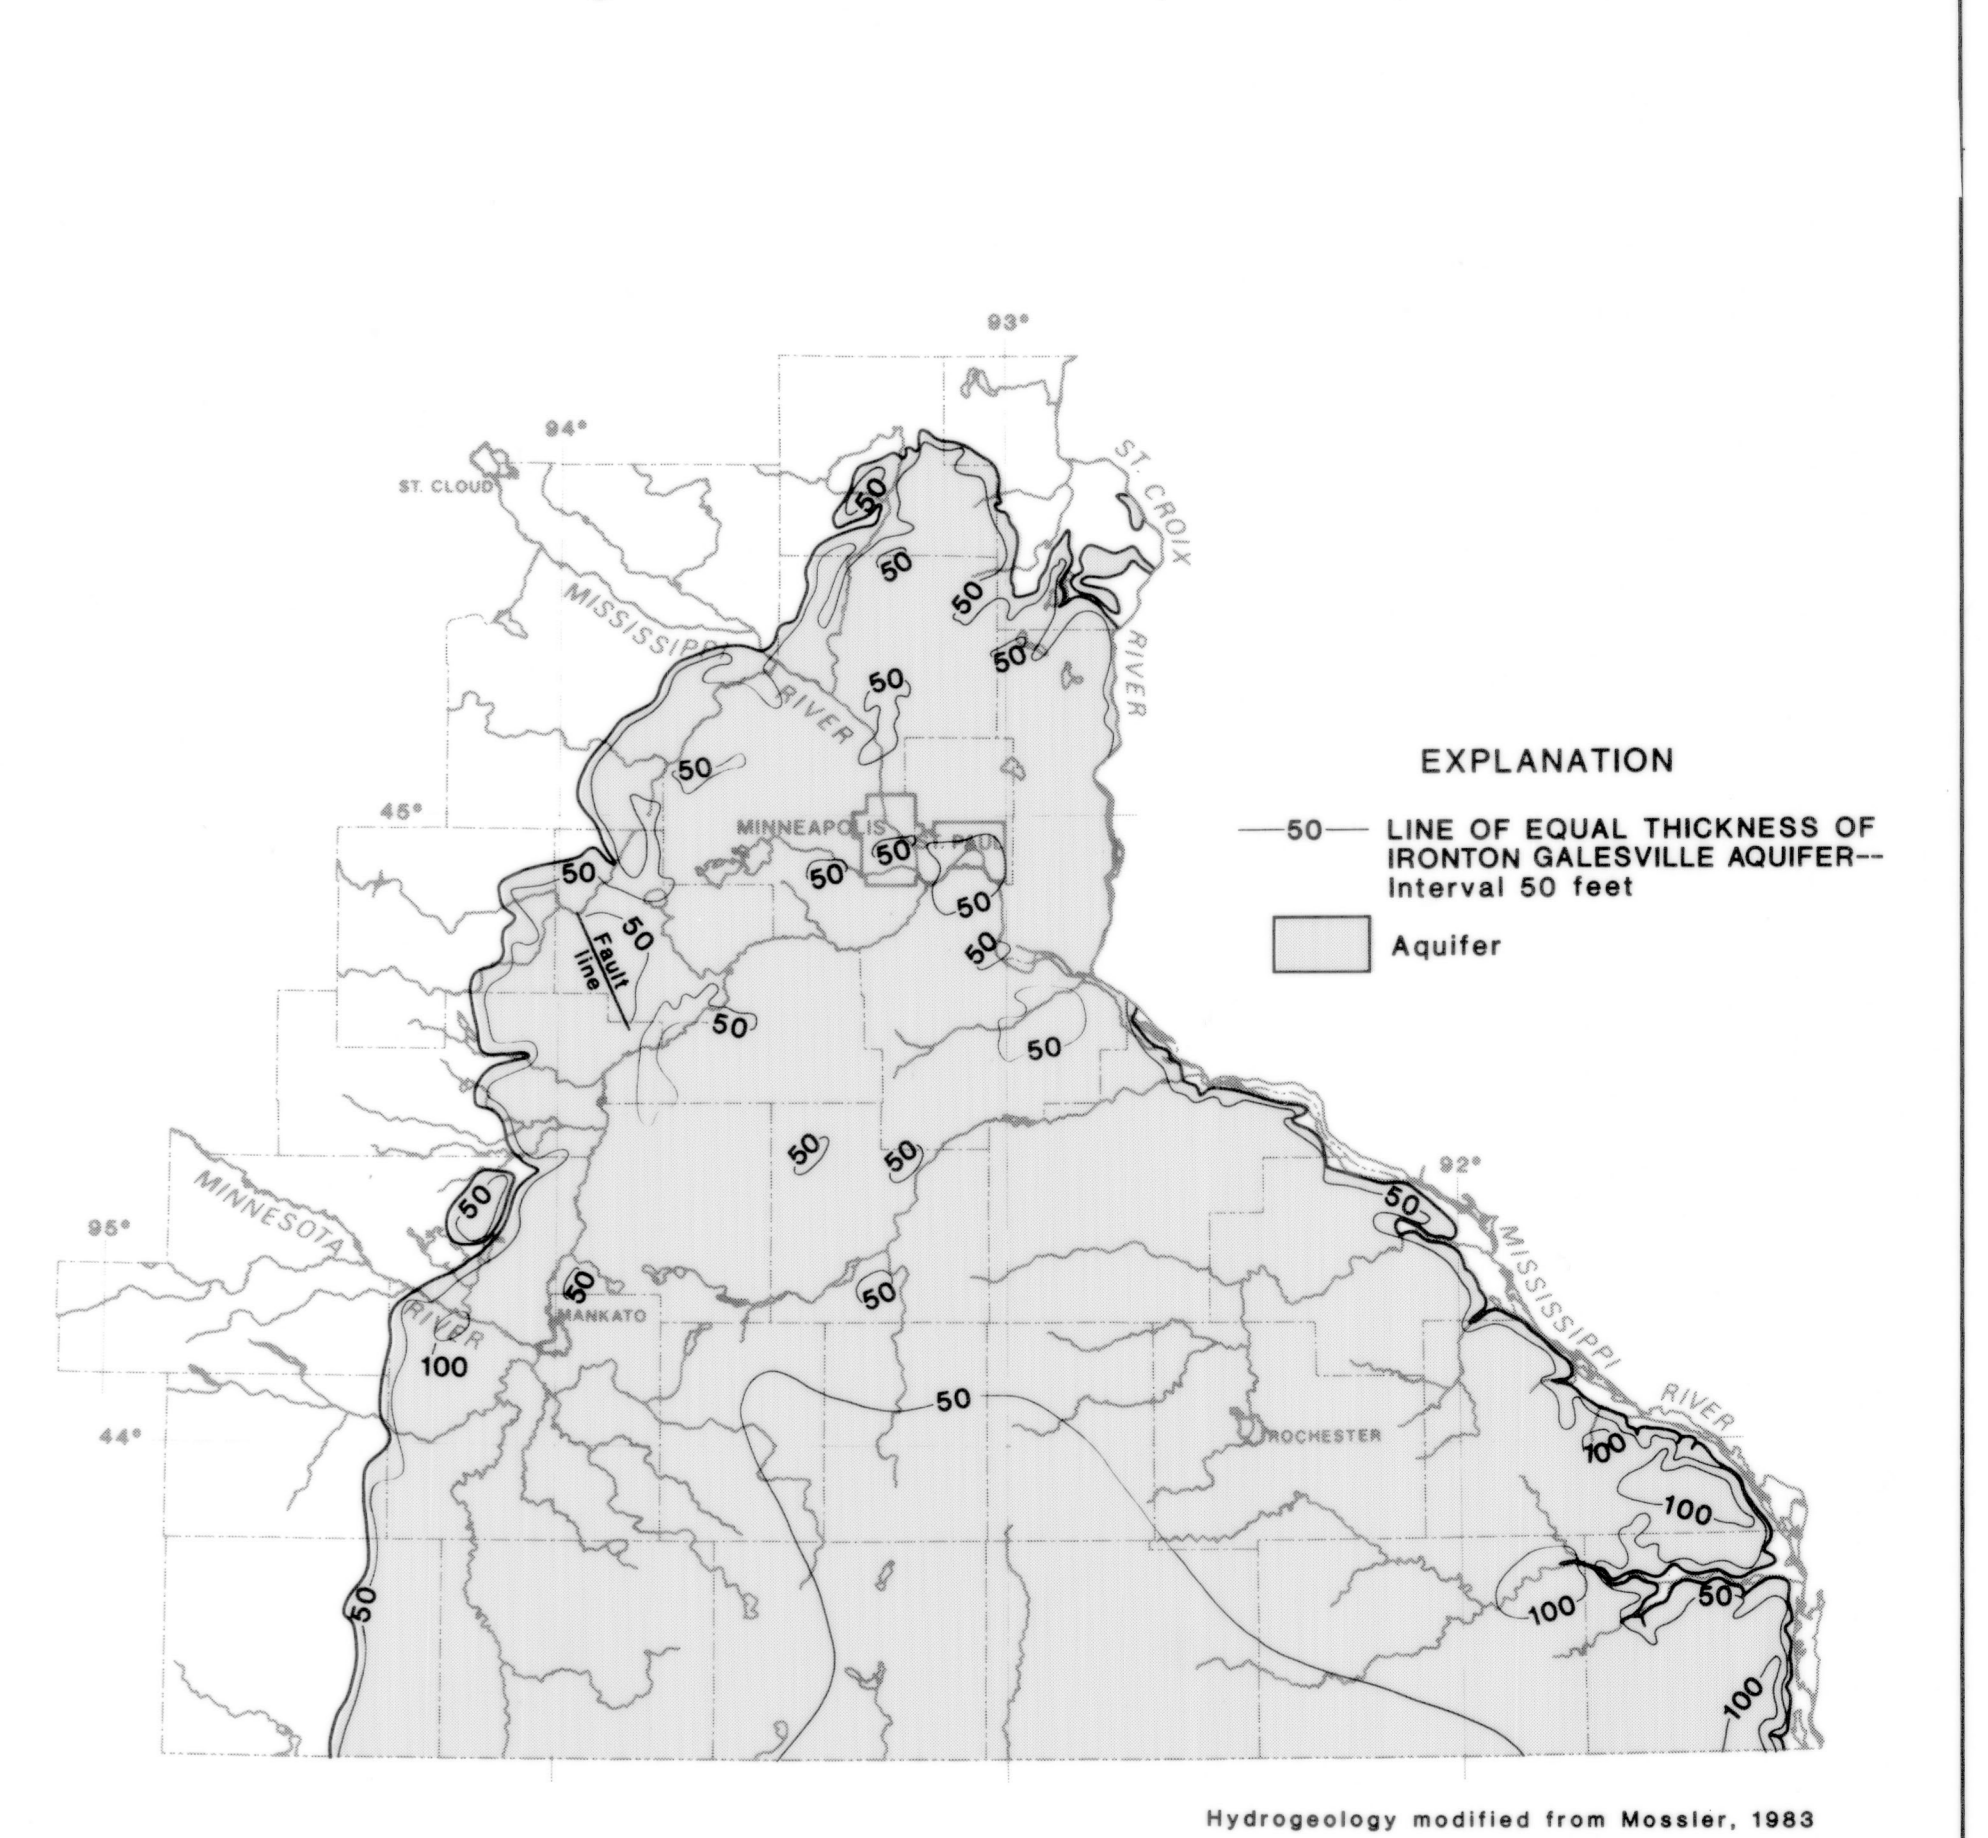 93°
94°
ST. CLOUD
ST. CROIX
50
50
50
MISSISSIPPI
50
RIVER
50
RIVER
50
EXPLANATION
45°
—50— LINE OF EQUAL THICKNESS OF
IRONTON GALESVILLE AQUIFER--
Interval 50 feet
MINNEAPOLIS
ST. PAUL
50
50
50
50
50
Aquifer
50
Fault
line
50
50
50
50
92°
MINNESOTA
50
50
95°
MISSISSIPPI
50
50
RIVER
MANKATO
100
50
RIVER
44°
ROCHESTER
100
100
50
100
50
100
Hydrogeology modified from Mossler, 1983